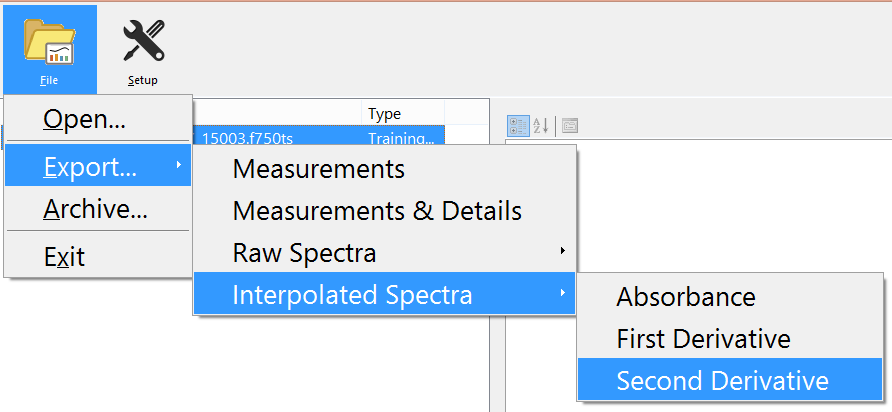 File
Setup
Type
Open...
15003.f750ts Training...
Export...
Measurements
Archive...
Measurements & Details
Exit
Raw Spectra
Interpolated Spectra
Absorbance
First Derivative
Second Derivative